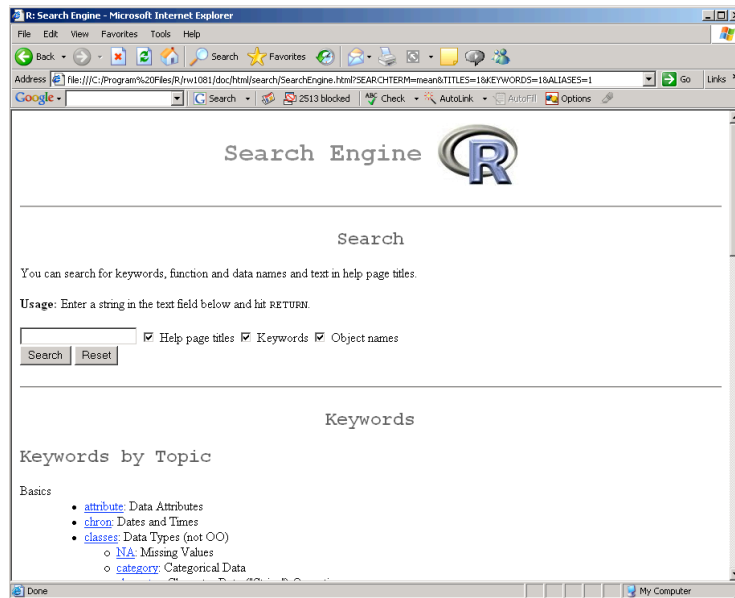 R: Search Engine - Microsoft Internet Explorer
File Edit View Favorites Tools Help
Back Search Favorites
Address file:///C:/Program%20Files/R/rw1081/doc/html/search/SearchEngine.html?SEARCHTERM=mean&TITLES=1&KEYWORDS=1&ALIASES=1 Go Links
Google Search 2513 blocked ABC Check AutoLink AutoFill Options
Search Engine R
Search
You can search for keywords, function and data names and text in help page titles.
Usage: Enter a string in the text field below and hit RETURN.
Help page titles Keywords Object names
Search Reset
Keywords
Keywords by Topic
Basics
attribute: Data Attributes
chron: Dates and Times
classes: Data Types (not OO)
NA: Missing Values
category: Categorical Data
Done My Computer